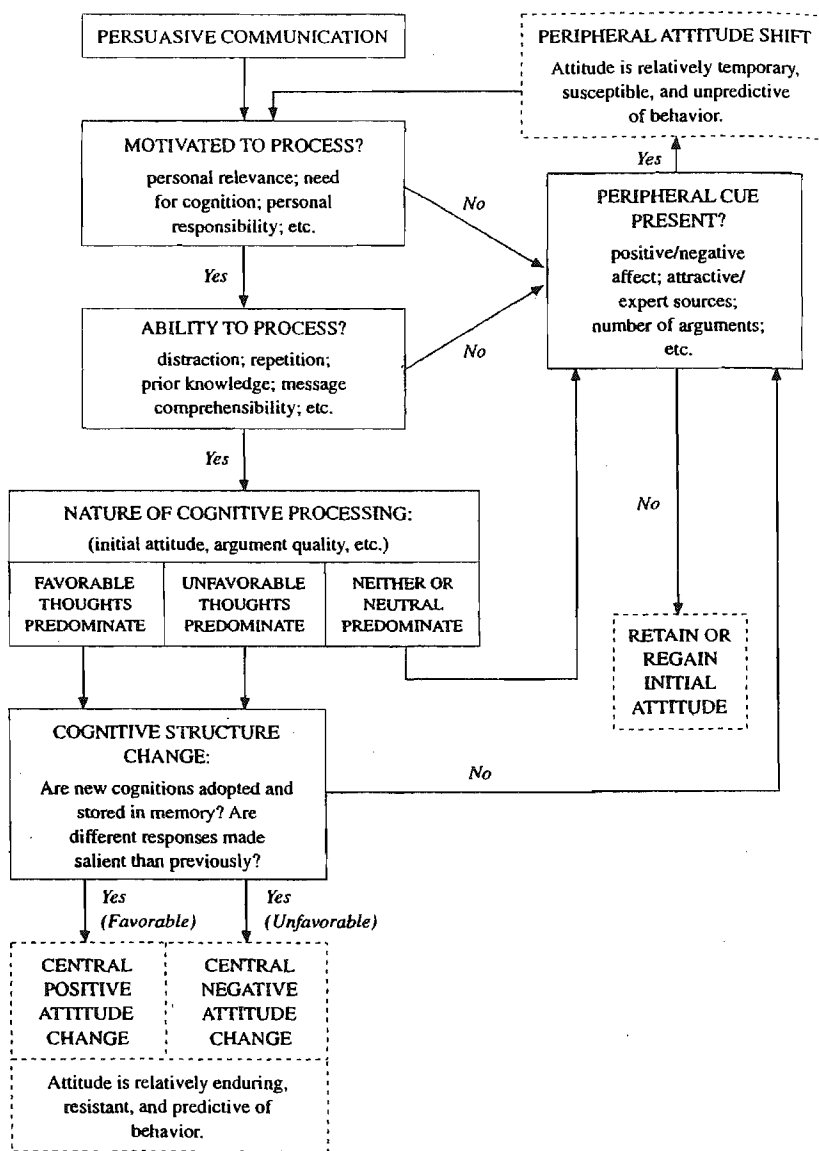 PERSUASIVE COMMUNICATION
PERIPHERAL ATTITUDE SHIFT
Attitude is relatively temporary,
susceptible, and unpredictive
of behavior.
MOTIVATED TO PROCESS?
personal relevance; need
for cognition; personal
responsibility; etc.
No
Yes
PERIPHERAL CUE
PRESENT?
positive/negative
affect; attractive/
expert sources;
number of arguments;
etc.
Yes
ABILITY TO PROCESS?
distraction; repetition;
prior knowledge; message
comprehensibility; etc.
No
Yes
No
NATURE OF COGNITIVE PROCESSING:
(initial attitude, argument quality, etc.)
FAVORABLE
THOUGHTS
PREDOMINATE
UNFAVORABLE
THOUGHTS
PREDOMINATE
NEITHER OR
NEUTRAL
PREDOMINATE
RETAIN OR
REGAIN
INITIAL
ATTITUDE
COGNITIVE STRUCTURE
CHANGE:
Are new cognitions adopted and
stored in memory? Are
different responses made
salient than previously?
No
Yes
(Favorable)
Yes
(Unfavorable)
CENTRAL
POSITIVE
ATTITUDE
CHANGE
CENTRAL
NEGATIVE
ATTITUDE
CHANGE
Attitude is relatively enduring,
resistant, and predictive of
behavior.